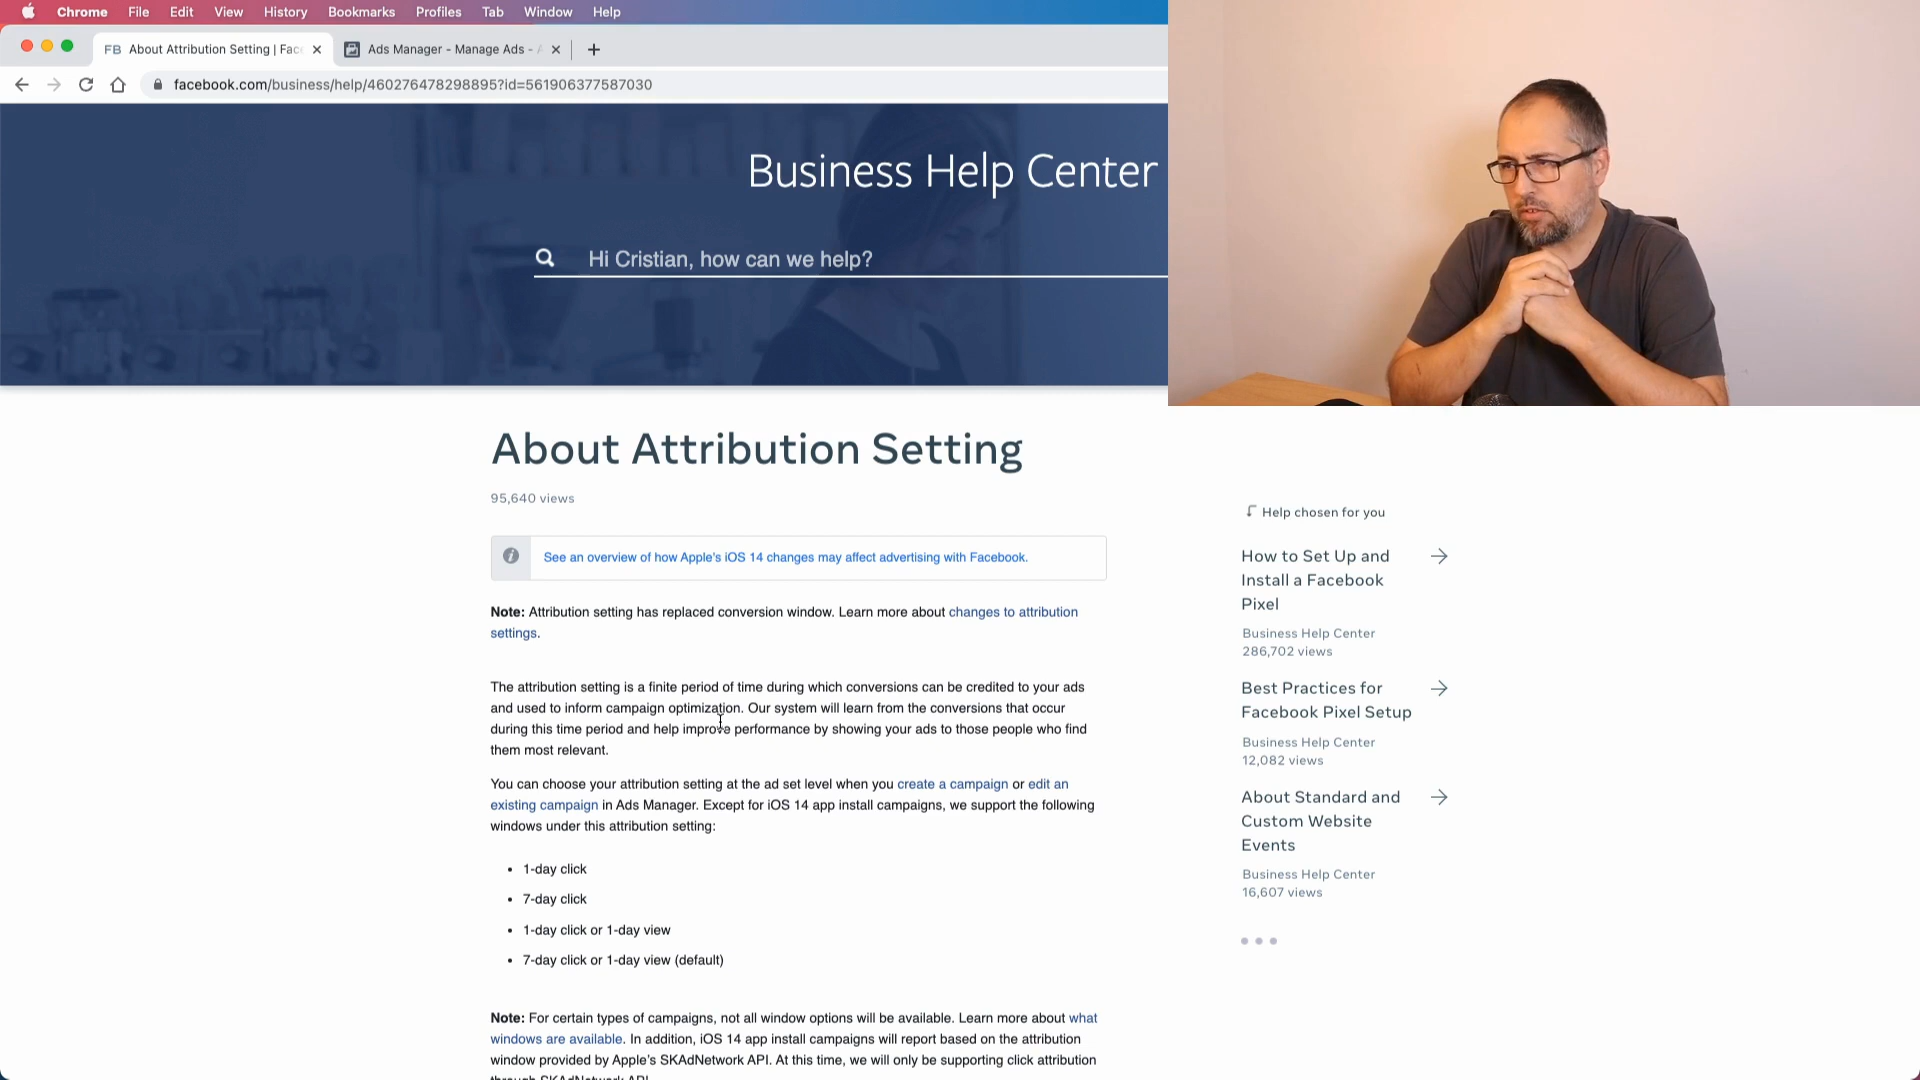 Chrome File Edit View History Bookmarks Profiles Tab Window Help
FB About Attribution Setting | Fac
Ads Manager - Manage Ads -
facebook.com/business/help/460276478298895?id=561906377587030
Business Help Center
Hi Cristian, how can we help?
About Attribution Setting
95,640 views
See an overview of how Apple's iOS 14 changes may affect advertising with Facebook.
Note: Attribution setting has replaced conversion window. Learn more about changes to attribution
settings.
The attribution setting is a finite period of time during which conversions can be credited to your ads
and used to inform campaign optimization. Our system will learn from the conversions that occur
during this time period and help improve performance by showing your ads to those people who find
them most relevant.
You can choose your attribution setting at the ad set level when you create a campaign or edit an
existing campaign in Ads Manager. Except for iOS 14 app install campaigns, we support the following
windows under this attribution setting:
• 1-day click
• 7-day click
• 1-day click or 1-day view
• 7-day click or 1-day view (default)
Note: For certain types of campaigns, not all window options will be available. Learn more about what
windows are available. In addition, iOS 14 app install campaigns will report based on the attribution
window provided by Apple's SKAdNetwork API. At this time, we will only be supporting click attribution
through SKAdNetwork API.
Help chosen for you
How to Set Up and
Install a Facebook
Pixel
Business Help Center
286,702 views
Best Practices for
Facebook Pixel Setup
Business Help Center
12,082 views
About Standard and
Custom Website
Events
Business Help Center
16,607 views